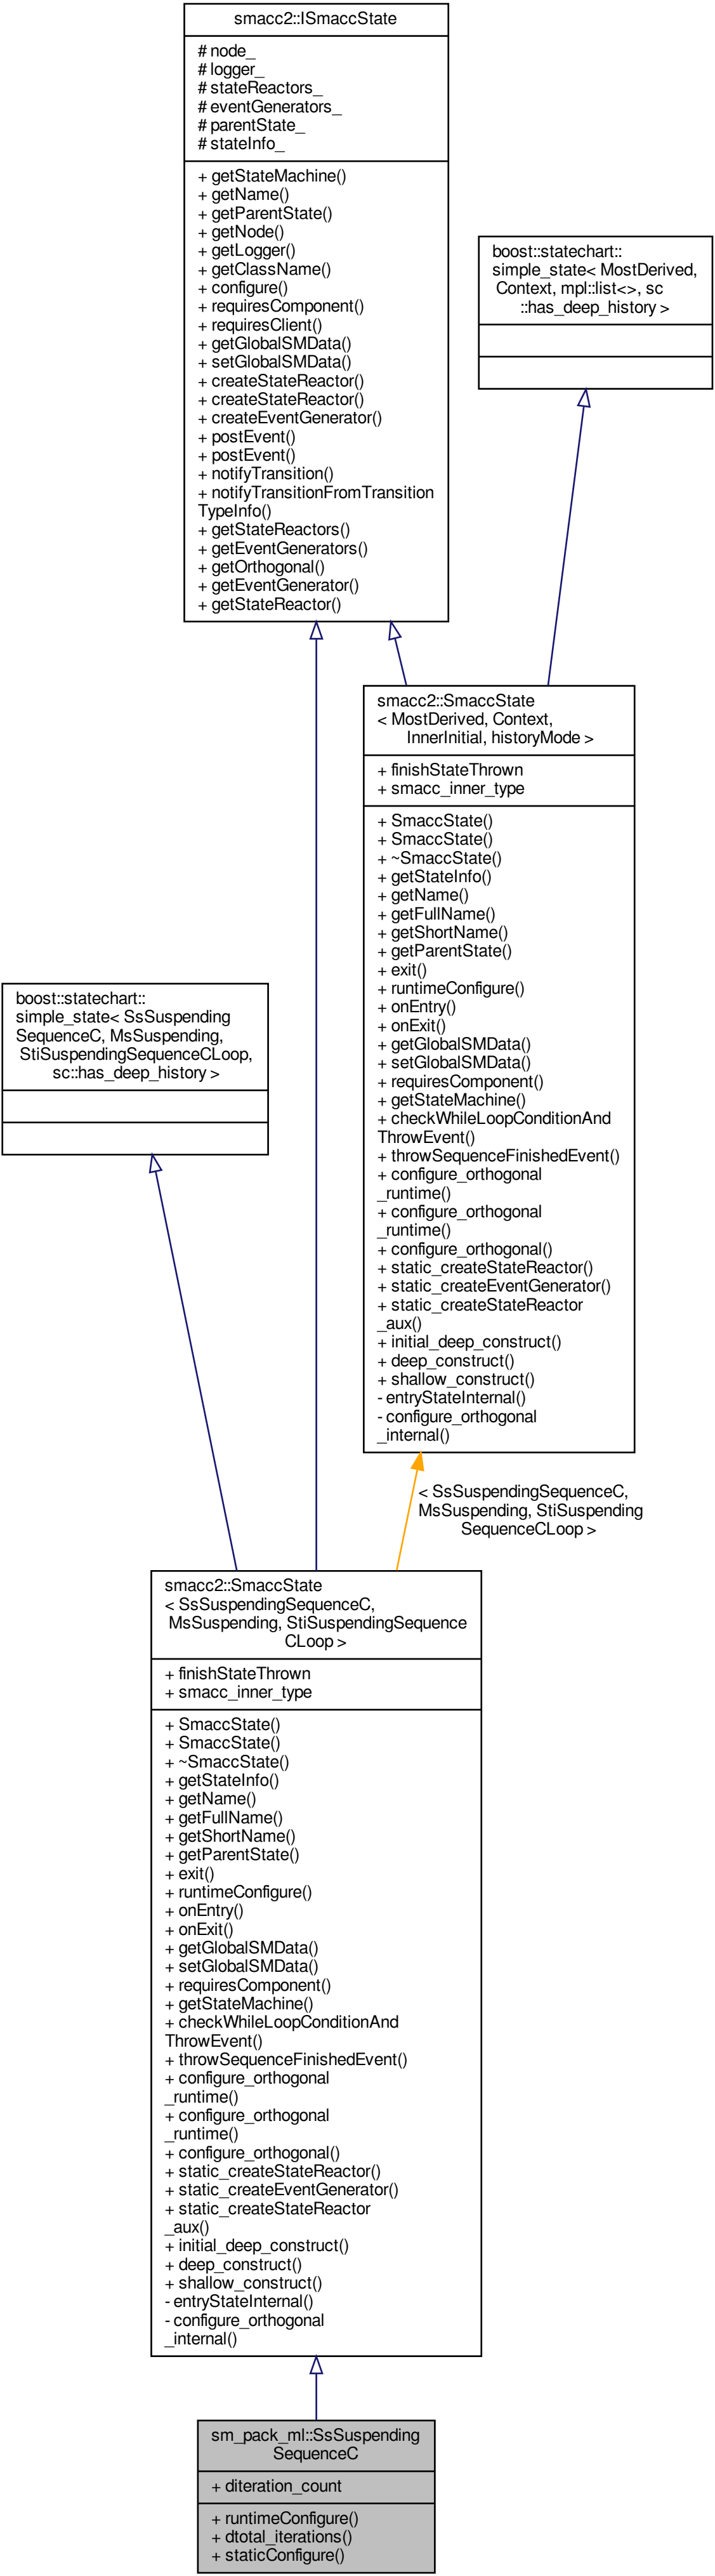 smacc2::ISmaccState
# node_
# logger_
# stateReactors_
# eventGenerators_
# parentState_
# stateInfo_
+ getStateMachine()
+ getName()
+ getParentState()
+ getNode()
+ getLogger()
+ getClassName()
+ configure()
+ requiresComponent()
+ requiresClient()
+ getGlobalSMData()
+ setGlobalSMData()
+ createStateReactor()
+ createStateReactor()
+ createEventGenerator()
+ postEvent()
+ postEvent()
+ notifyTransition()
+ notifyTransitionFromTransition
TypeInfo()
+ getStateReactors()
+ getEventGenerators()
+ getOrthogonal()
+ getEventGenerator()
+ getStateReactor()
boost::statechart::
simple_state< MostDerived,
Context, mpl::list<>, sc
::has_deep_history >
smacc2::SmaccState
< MostDerived, Context,
InnerInitial, historyMode >
+ finishStateThrown
+ smacc_inner_type
+ SmaccState()
+ SmaccState()
+ ~SmaccState()
+ getStateInfo()
+ getName()
+ getFullName()
+ getShortName()
+ getParentState()
+ exit()
+ runtimeConfigure()
+ onEntry()
+ onExit()
+ getGlobalSMData()
+ setGlobalSMData()
+ requiresComponent()
+ getStateMachine()
+ checkWhileLoopConditionAnd
ThrowEvent()
+ throwSequenceFinishedEvent()
+ configure_orthogonal
_runtime()
+ configure_orthogonal
_runtime()
+ configure_orthogonal()
+ static_createStateReactor()
+ static_createEventGenerator()
+ static_createStateReactor
_aux()
+ initial_deep_construct()
+ deep_construct()
+ shallow_construct()
- entryStateInternal()
- configure_orthogonal
_internal()
boost::statechart::
simple_state< SsSuspending
SequenceC, MsSuspending,
StiSuspendingSequenceCLoop,
sc::has_deep_history >
< SsSuspendingSequenceC,
MsSuspending, StiSuspending
SequenceCLoop >
smacc2::SmaccState
< SsSuspendingSequenceC,
MsSuspending, StiSuspendingSequence
CLoop >
+ finishStateThrown
+ smacc_inner_type
+ SmaccState()
+ SmaccState()
+ ~SmaccState()
+ getStateInfo()
+ getName()
+ getFullName()
+ getShortName()
+ getParentState()
+ exit()
+ runtimeConfigure()
+ onEntry()
+ onExit()
+ getGlobalSMData()
+ setGlobalSMData()
+ requiresComponent()
+ getStateMachine()
+ checkWhileLoopConditionAnd
ThrowEvent()
+ throwSequenceFinishedEvent()
+ configure_orthogonal
_runtime()
+ configure_orthogonal
_runtime()
+ configure_orthogonal()
+ static_createStateReactor()
+ static_createEventGenerator()
+ static_createStateReactor
_aux()
+ initial_deep_construct()
+ deep_construct()
+ shallow_construct()
- entryStateInternal()
- configure_orthogonal
_internal()
sm_pack_ml::SsSuspending
SequenceC
+ diteration_count
+ runtimeConfigure()
+ dtotal_iterations()
+ staticConfigure()